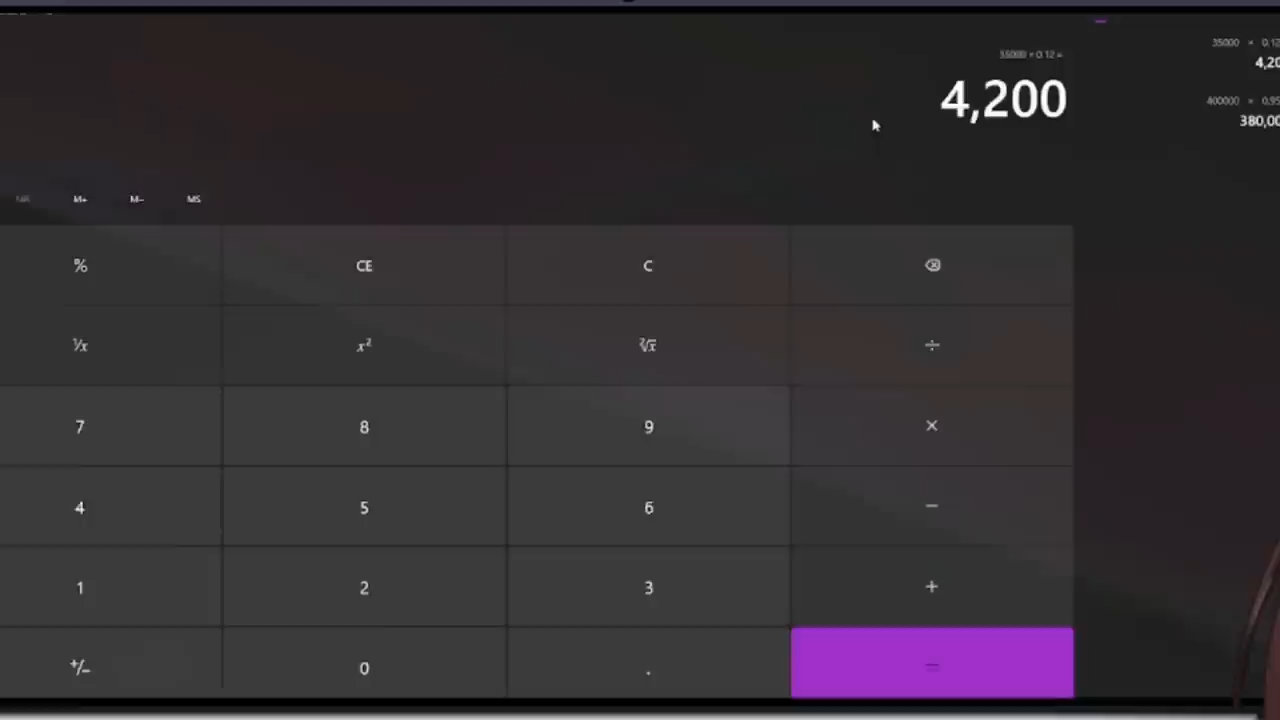 35000 × 0.12 =
4,200
35000 × 0.12
4,20
400000 × 0.95
380,00
MR M+ M- MS
% CE C
¹/x x² ²√x ÷
7 8 9 ×
4 5 6 −
1 2 3 +
+/− 0 . =